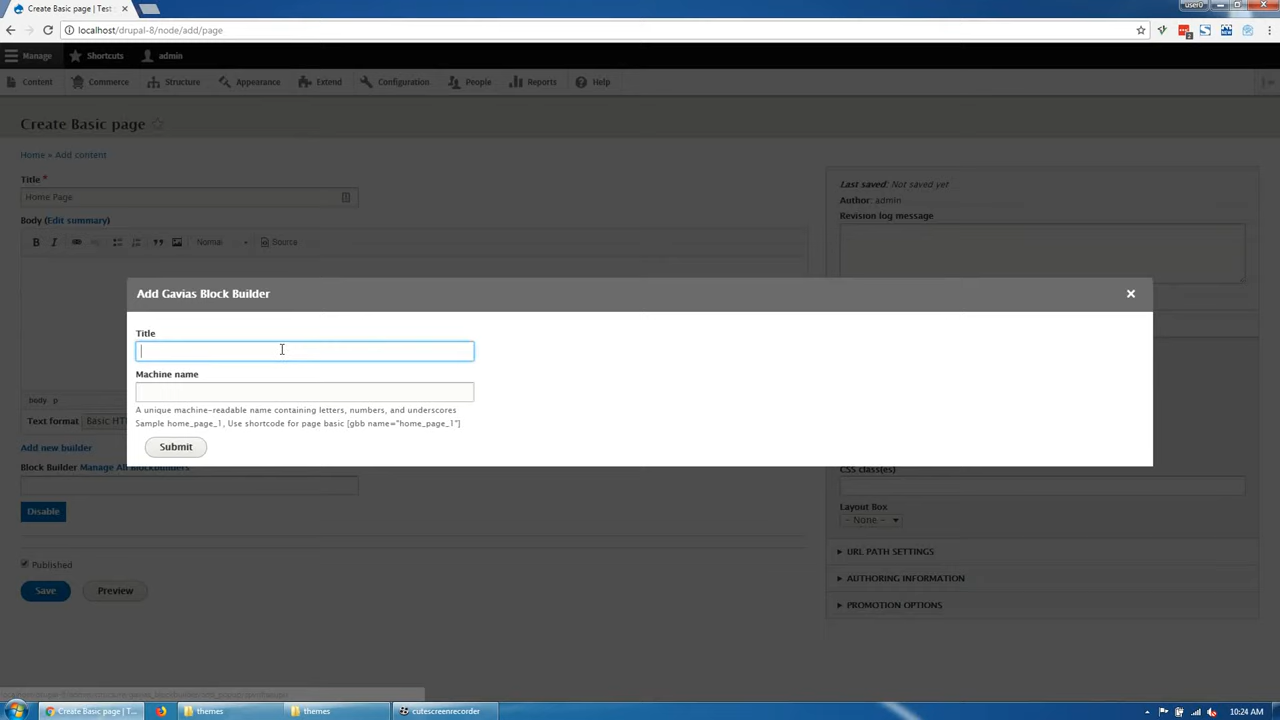 Create Basic page | Test
user0
localhost/drupal-8/node/add/page
Manage Shortcuts admin
Content Commerce Structure Appearance Extend Configuration People Reports Help
Create Basic page
Home » Add content
Title *
Home Page
Body (Edit summary)
B I Normal Source
Last saved: Not saved yet
Author: admin
Revision log message
Add Gavias Block Builder
Title
Machine name
A unique machine-readable name containing letters, numbers, and underscores
Sample home_page_1, Use shortcode for page basic [gbb name="home_page_1"]
Submit
body p
Text format Basic HT
Add new builder
Block Builder Manage All Blockbuilders
Disable
CSS class(es)
Layout Box
- None -
URL PATH SETTINGS
AUTHORING INFORMATION
PROMOTION OPTIONS
Published
Save Preview
Create Basic page | T... themes themes cutescreenrecorder 10:24 AM